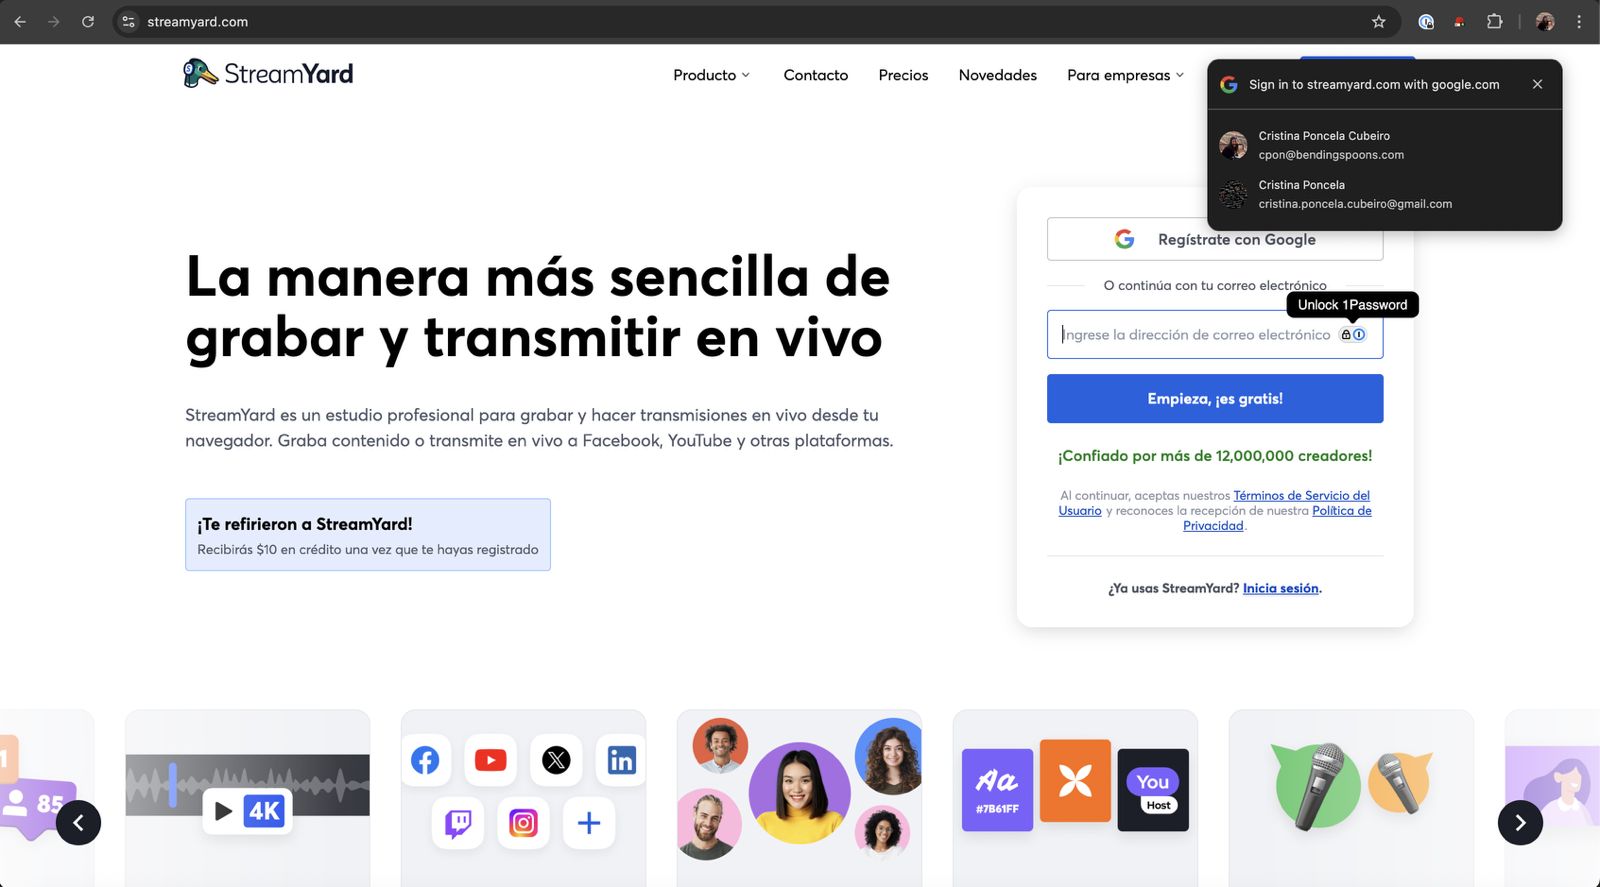 streamyard.com
StreamYard
Producto
Contacto
Precios
Novedades
Para empresas
Sign in to streamyard.com with google.com
Cristina Poncela Cubeiro
cpon@bendingspoons.com
Cristina Poncela
cristina.poncela.cubeiro@gmail.com
La manera más sencilla de
grabar y transmitir en vivo
StreamYard es un estudio profesional para grabar y hacer transmisiones en vivo desde tu
navegador. Graba contenido o transmite en vivo a Facebook, YouTube y otras plataformas.
¡Te refirieron a StreamYard!
Recibirás $10 en crédito una vez que te hayas registrado
Regístrate con Google
O continúa con tu correo electrónico
Unlock 1Password
Ingrese la dirección de correo electrónico
Empieza, ¡es gratis!
¡Confiado por más de 12,000,000 creadores!
Al continuar, aceptas nuestros Términos de Servicio del
Usuario y reconoces la recepción de nuestra Política de
Privacidad.
¿Ya usas StreamYard? Inicia sesión.
1
85
4K
Aa
#7B61FF
You
Host